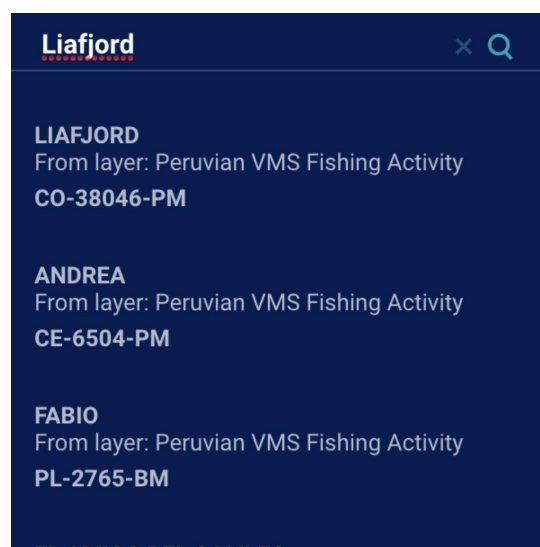 Liafjord
LIAFJORD
From layer: Peruvian VMS Fishing Activity
CO-38046-PM
ANDREA
From layer: Peruvian VMS Fishing Activity
CE-6504-PM
FABIO
From layer: Peruvian VMS Fishing Activity
PL-2765-BM